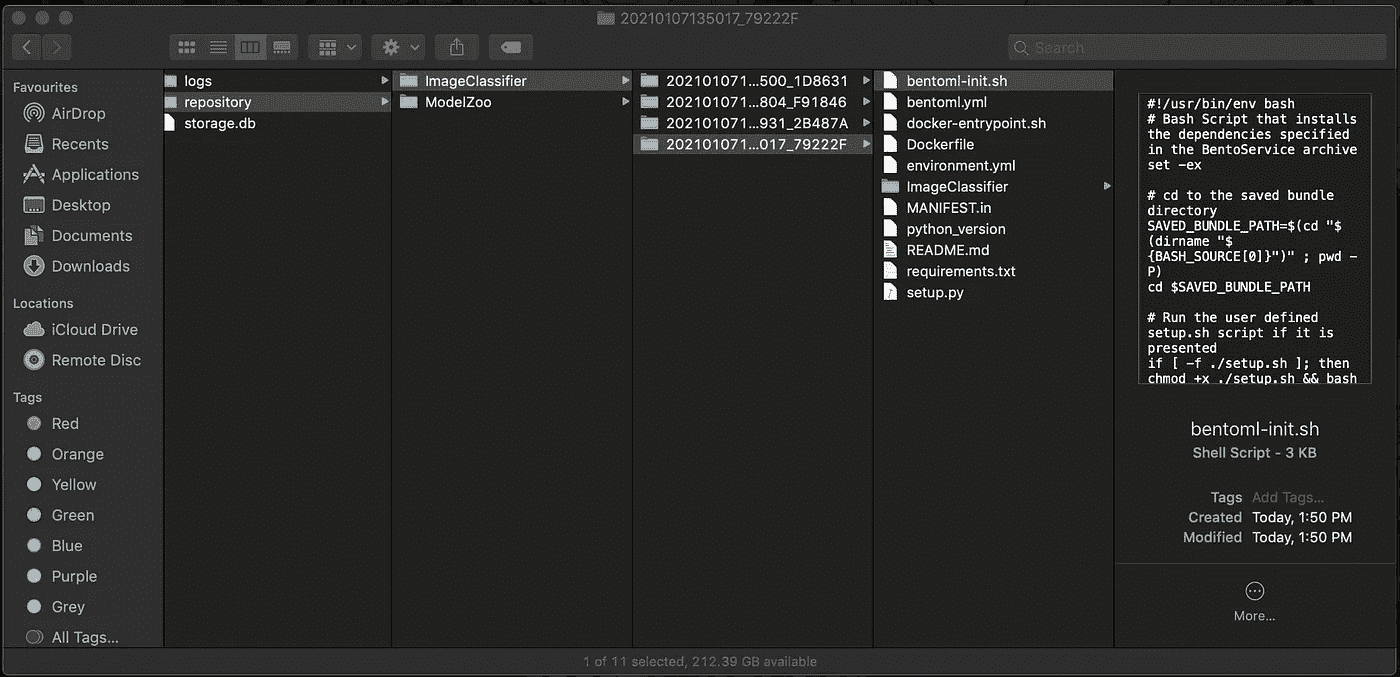 20210107135017_79222F
Search
Favourites
AirDrop
Recents
Applications
Desktop
Documents
Downloads
Locations
iCloud Drive
Remote Disc
Tags
Red
Orange
Yellow
Green
Blue
Purple
Grey
All Tags...
logs
repository
storage.db
ImageClassifier
ModelZoo
202101071...500_1D8631
202101071...804_F91846
202101071...931_2B487A
202101071...017_79222F
bentoml-init.sh
bentoml.yml
docker-entrypoint.sh
Dockerfile
environment.yml
ImageClassifier
MANIFEST.in
python_version
README.md
requirements.txt
setup.py
#!/usr/bin/env bash
# Bash Script that installs
the dependencies specified
in the BentoService archive
set -ex
# cd to the saved bundle
directory
SAVED_BUNDLE_PATH=$(cd "$
(dirname "$
{BASH_SOURCE[0]}")" ; pwd -
P)
cd $SAVED_BUNDLE_PATH
# Run the user defined
setup.sh script if it is
presented
if [ -f ./setup.sh ]; then
chmod +x ./setup.sh && bash
bentoml-init.sh
Shell Script - 3 KB
Tags Add Tags...
Created Today, 1:50 PM
Modified Today, 1:50 PM
More...
1 of 11 selected, 212.39 GB available